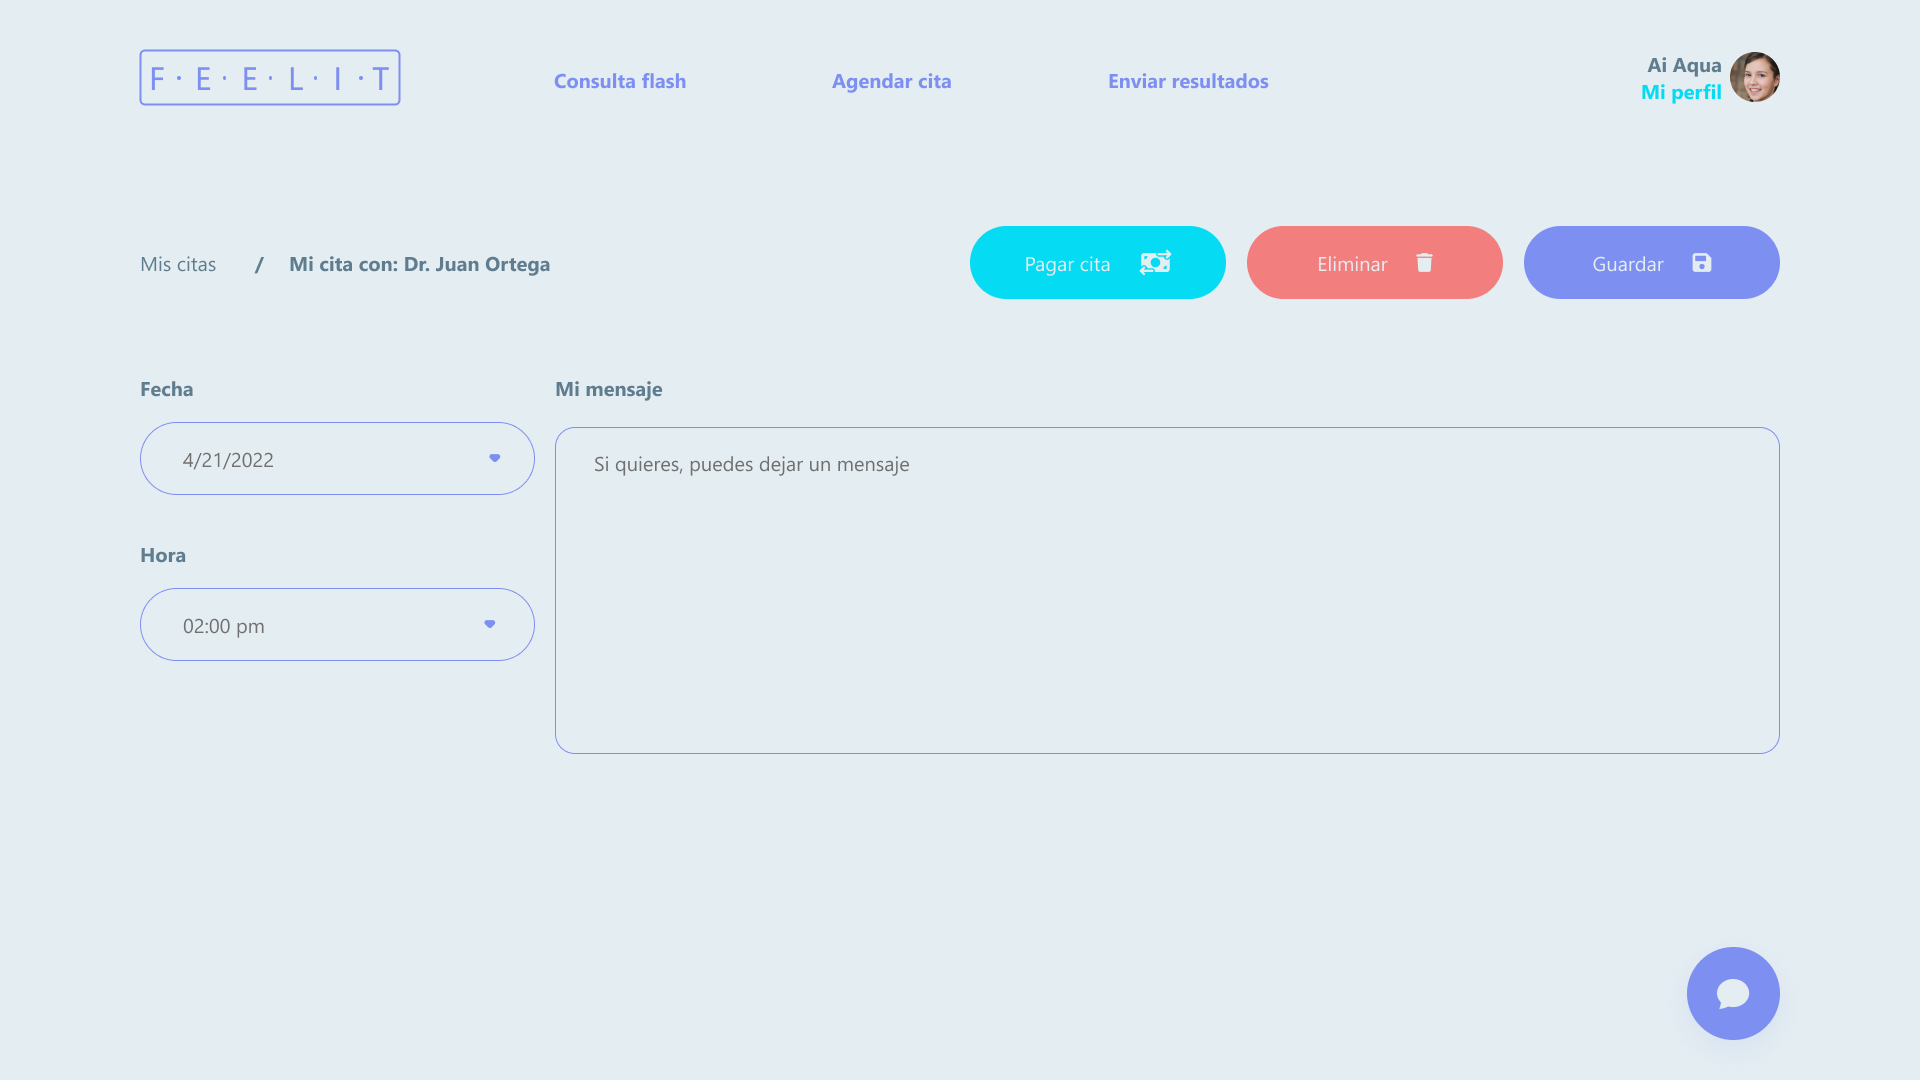 F·E·E·L·I·T
Consulta flash
Agendar cita
Enviar resultados
Ai Aqua
Mi perfil
Mis citas / Mi cita con: Dr. Juan Ortega
Pagar cita
Eliminar
Guardar
Fecha
4/21/2022
Hora
02:00 pm
Mi mensaje
Si quieres, puedes dejar un mensaje